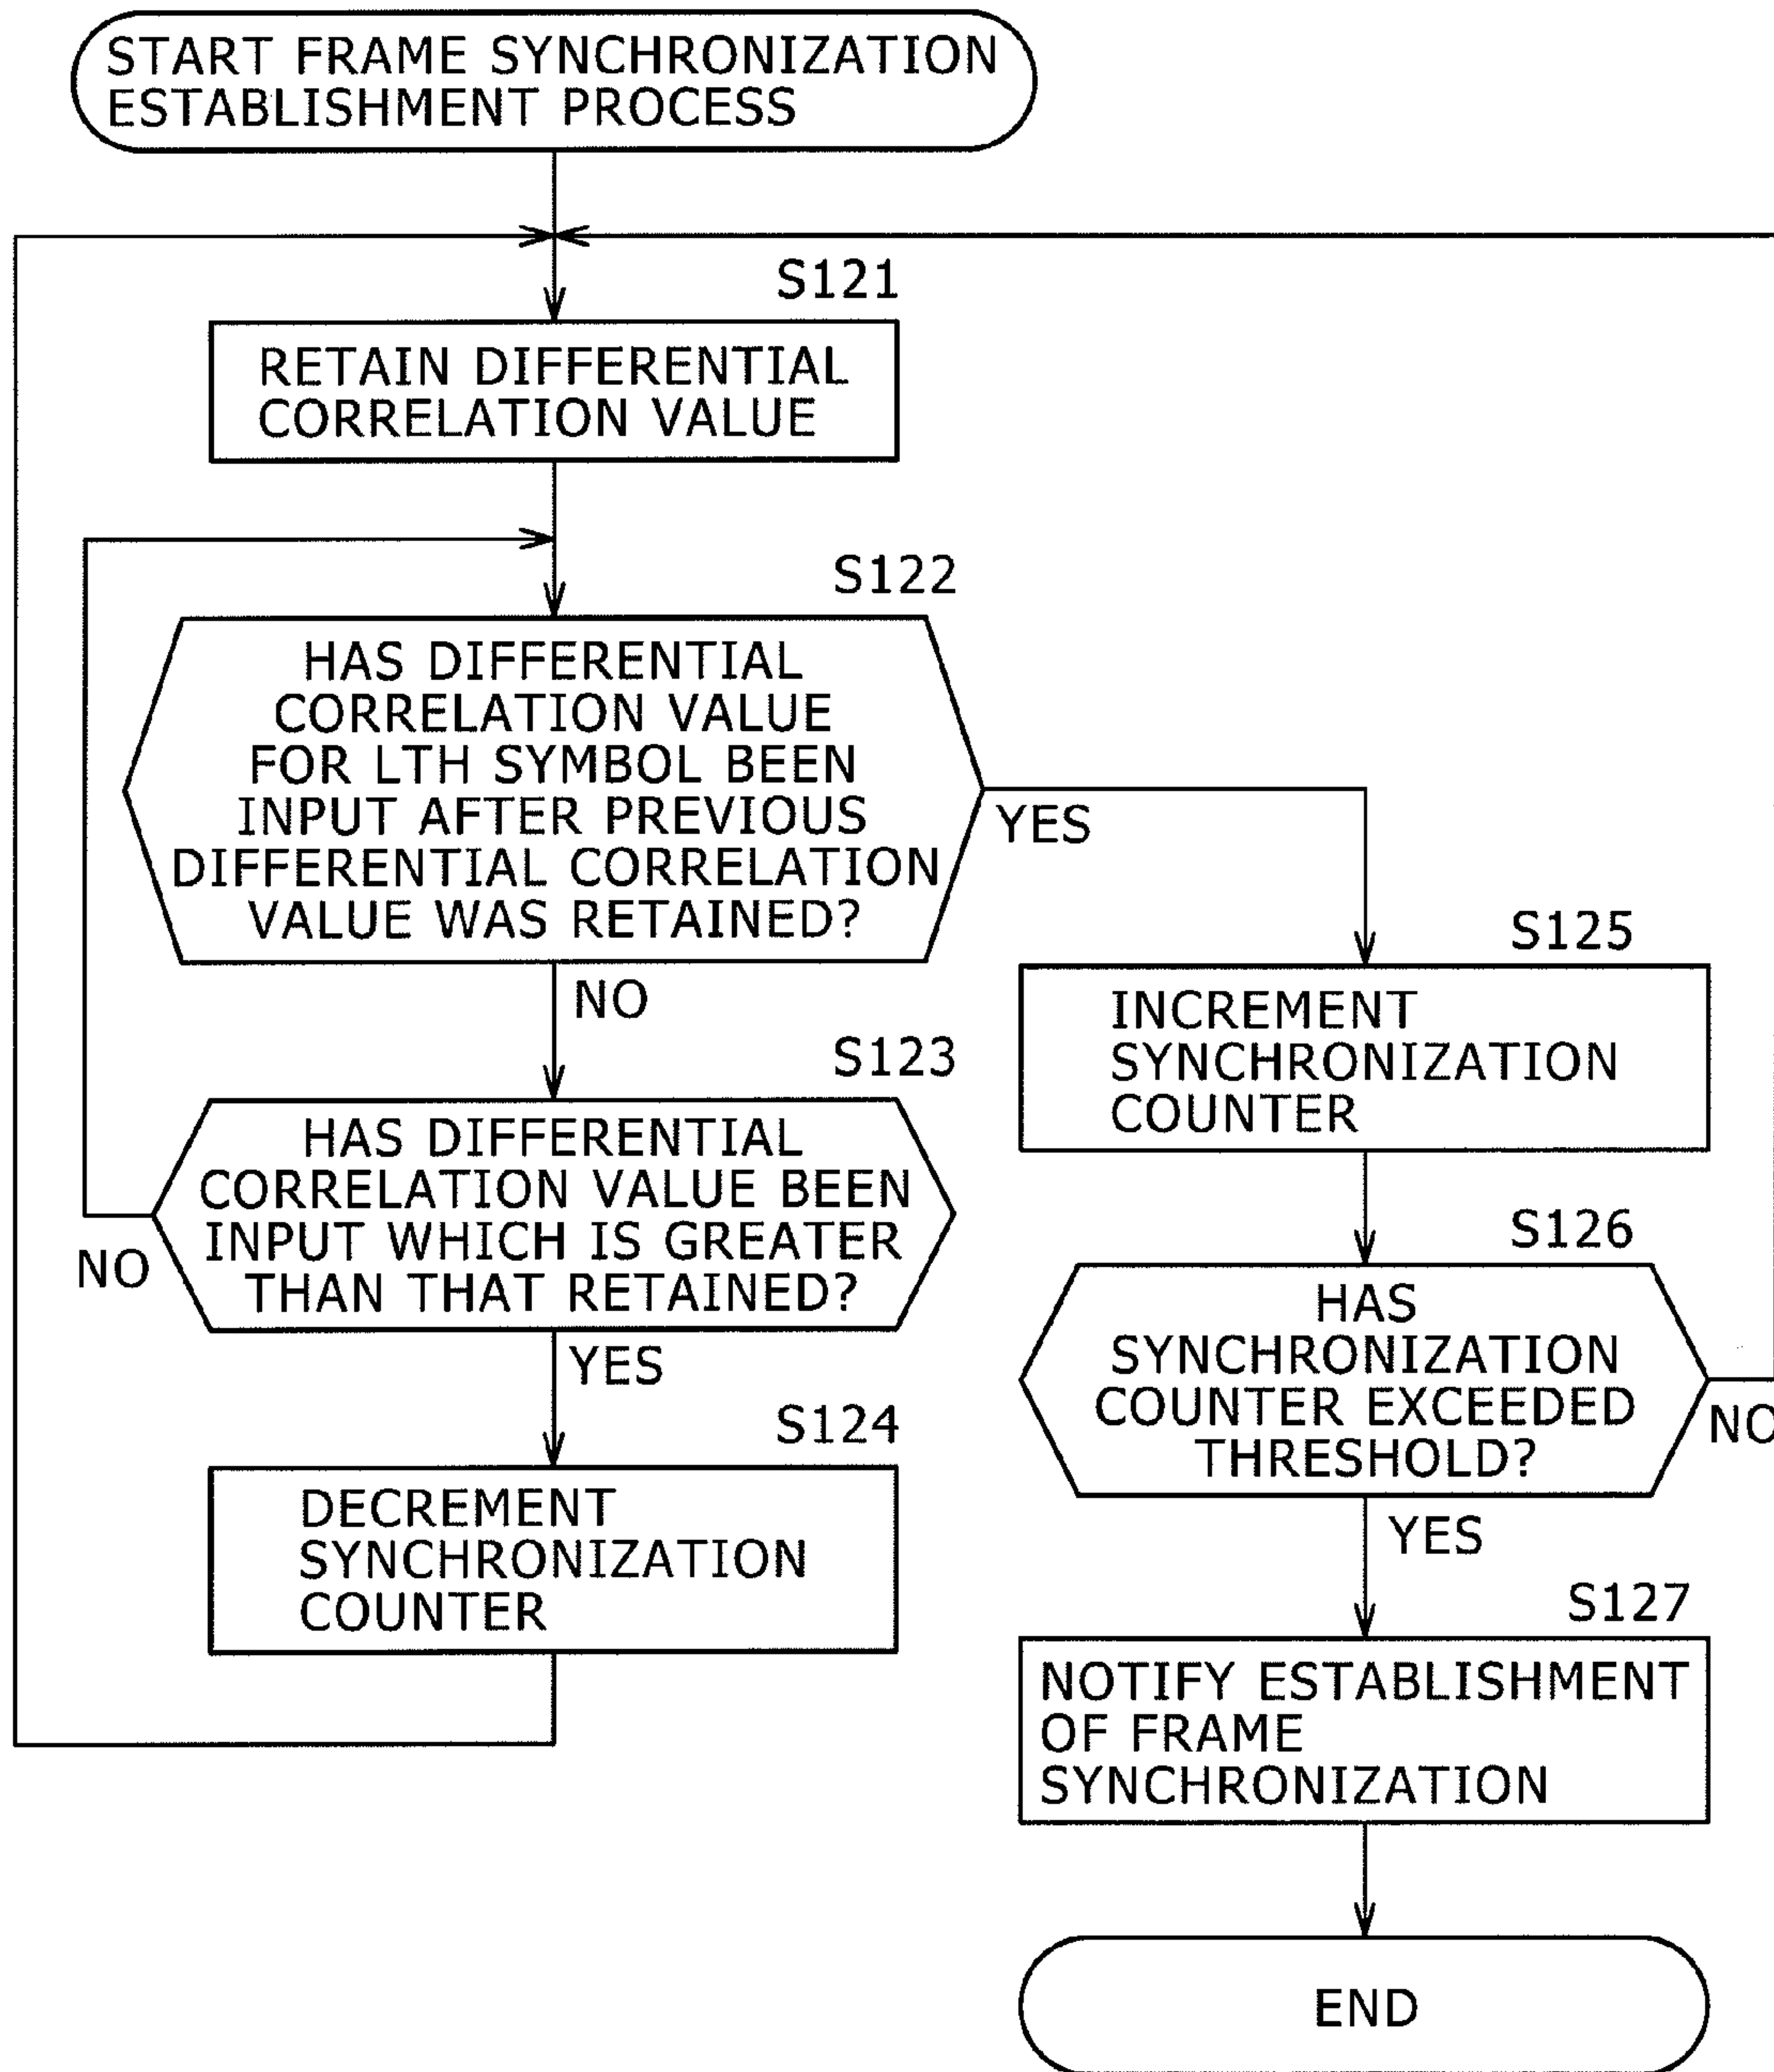 START FRAME SYNCHRONIZATION
ESTABLISHMENT PROCESS
S121
RETAIN DIFFERENTIAL
CORRELATION VALUE
S122
HAS DIFFERENTIAL
CORRELATION VALUE
FOR LTH SYMBOL BEEN
INPUT AFTER PREVIOUS
DIFFERENTIAL CORRELATION
VALUE WAS RETAINED?
YES
NO
S123
HAS DIFFERENTIAL
CORRELATION VALUE BEEN
INPUT WHICH IS GREATER
THAN THAT RETAINED?
NO
YES
S124
DECREMENT
SYNCHRONIZATION
COUNTER
S125
INCREMENT
SYNCHRONIZATION
COUNTER
S126
HAS
SYNCHRONIZATION
COUNTER EXCEEDED
THRESHOLD?
NO
YES
S127
NOTIFY ESTABLISHMENT
OF FRAME
SYNCHRONIZATION
END